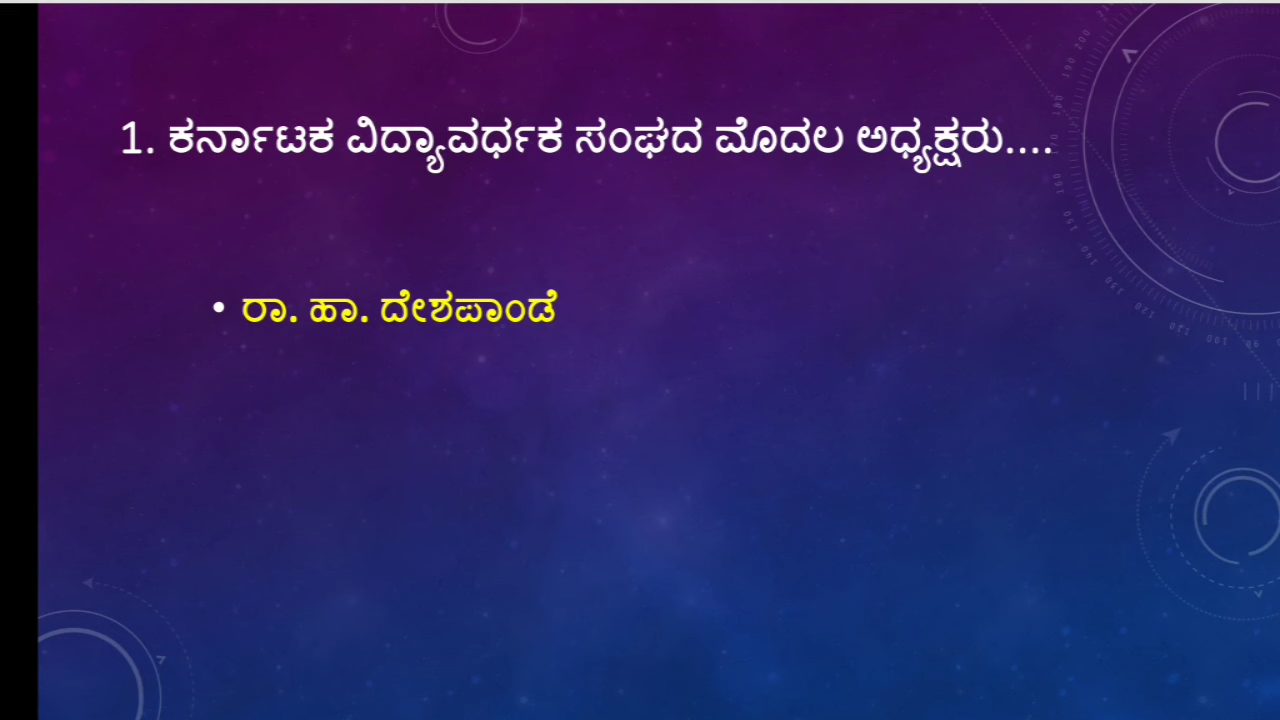 1. ಕರ್ನಾಟಕ ವಿದ್ಯಾವರ್ಧಕ ಸಂಘದ ಮೊದಲ ಅಧ್ಯಕ್ಷರು....
• ರಾ. ಹಾ. ದೇಶಪಾಂಡೆ